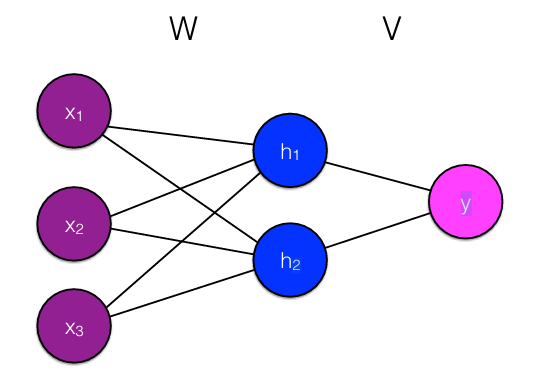 W V
x₁
h₁
x₂
y
h₂
x₃